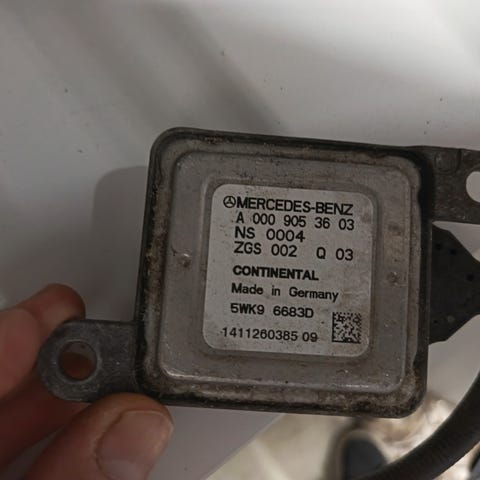 MERCEDES-BENZ
A 000 905 36 03
NS 0004
ZGS 002 Q 03
CONTINENTAL
Made in Germany
5WK9 6683D
1411260385 09